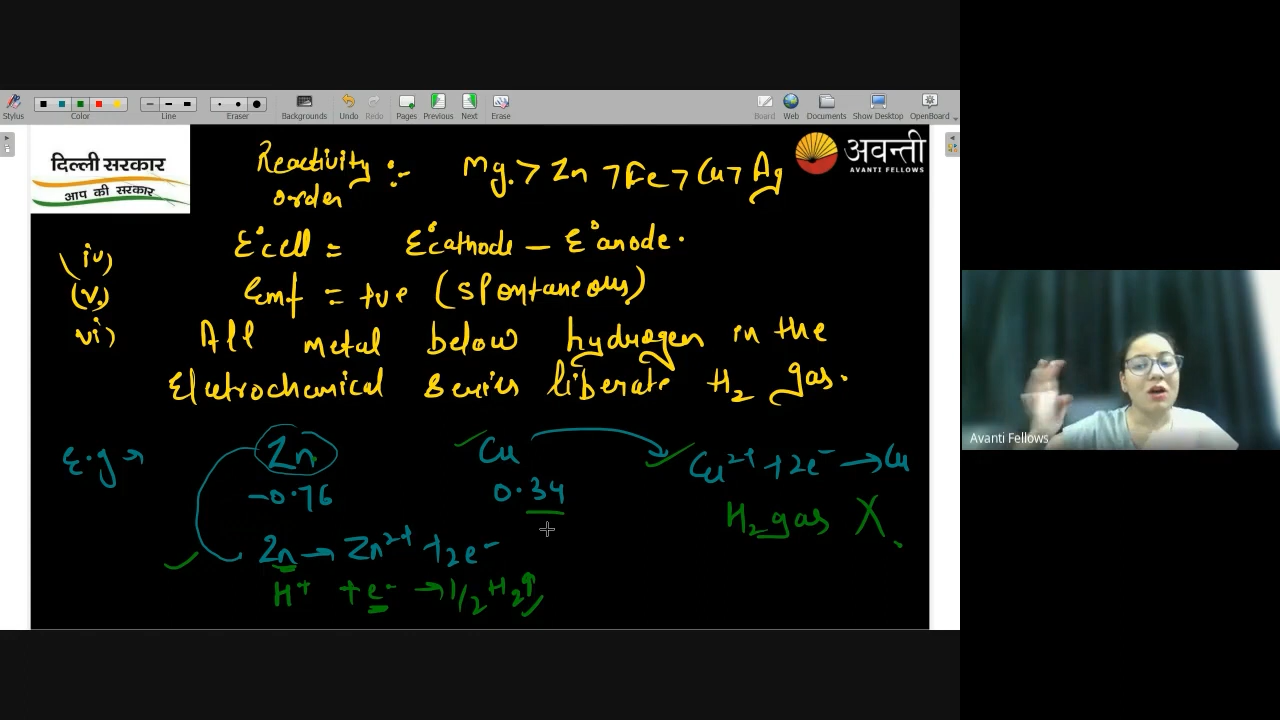 Stylus Color Line Eraser Backgrounds Undo Redo Pages Previous Next Erase Board Web Documents Show Desktop OpenBoard
दिल्ली सरकार
आप की सरकार
अवन्ती
AVANTI FELLOWS
Reactivity order :- Mg. > Zn > Fe > Cu > Ag
(iv) E°cell = E°cathode – E°anode.
(v) Emf = +ve (spontaneous)
vi) All metal below hydrogen in the
Eletrochemical series liberate H₂ gas.
E.g → Zn Cu Cu²⁺ + 2e⁻ → Cu
-0.76 0.34 H₂ gas X
Zn → Zn²⁺ + 2e⁻
H⁺ + e⁻ → 1/2 H₂↑
Avanti Fellows